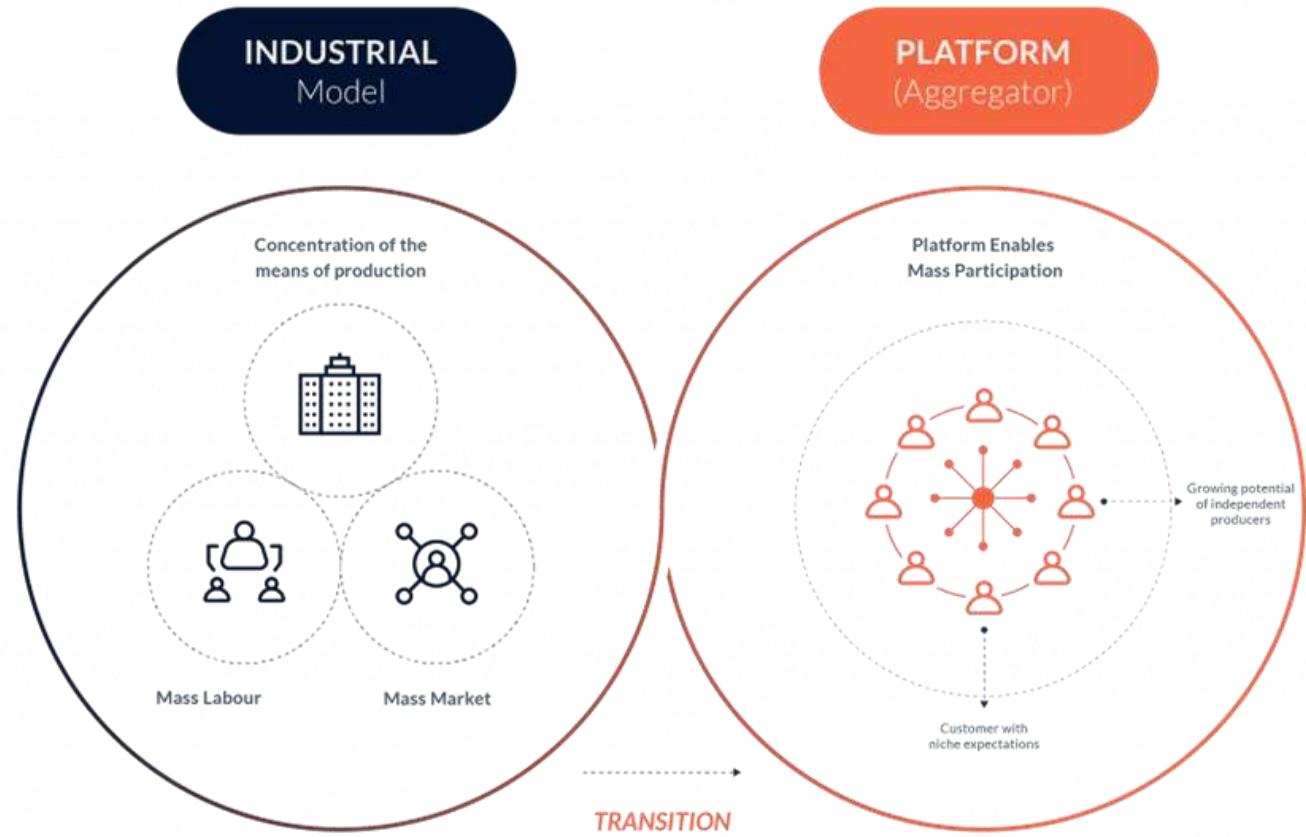 INDUSTRIAL
Model
PLATFORM
(Aggregator)
Concentration of the
means of production
Mass Labour
Mass Market
Platform Enables
Mass Participation
Growing potential
of independent
producers
Customer with
niche expectations
TRANSITION